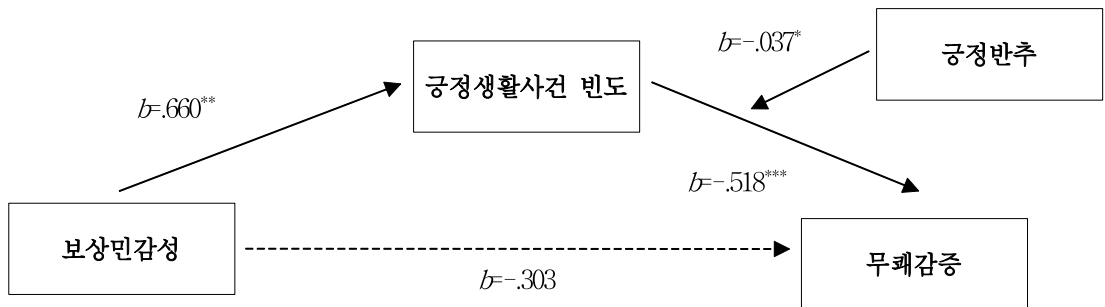 b=-.037*
긍정반추
긍정생활사건 빈도
b=.660**
b=-.518***
보상민감성
무쾌감증
b=-.303